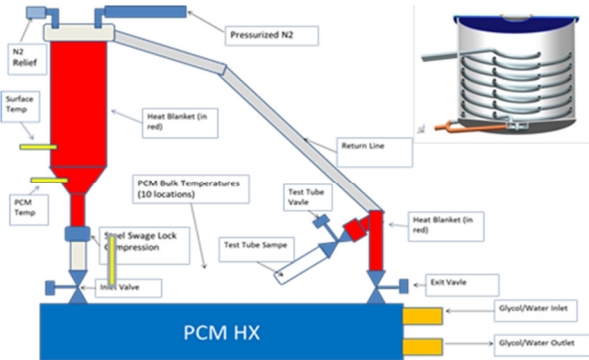 Pressurized N2
N2
Relief
Surface
Temp
Heat Blanket (in
red)
Return Line
PCM Bulk Temperatures
(10 locations)
Test Tube
Vavle
PCM
Temp
Heat Blanket (in
red)
Steel Swage Lock
Compression
Test Tube Sampe
Inlet Valve
Exit Vavle
Glycol/Water Inlet
PCM HX
Glycol/Water Outlet